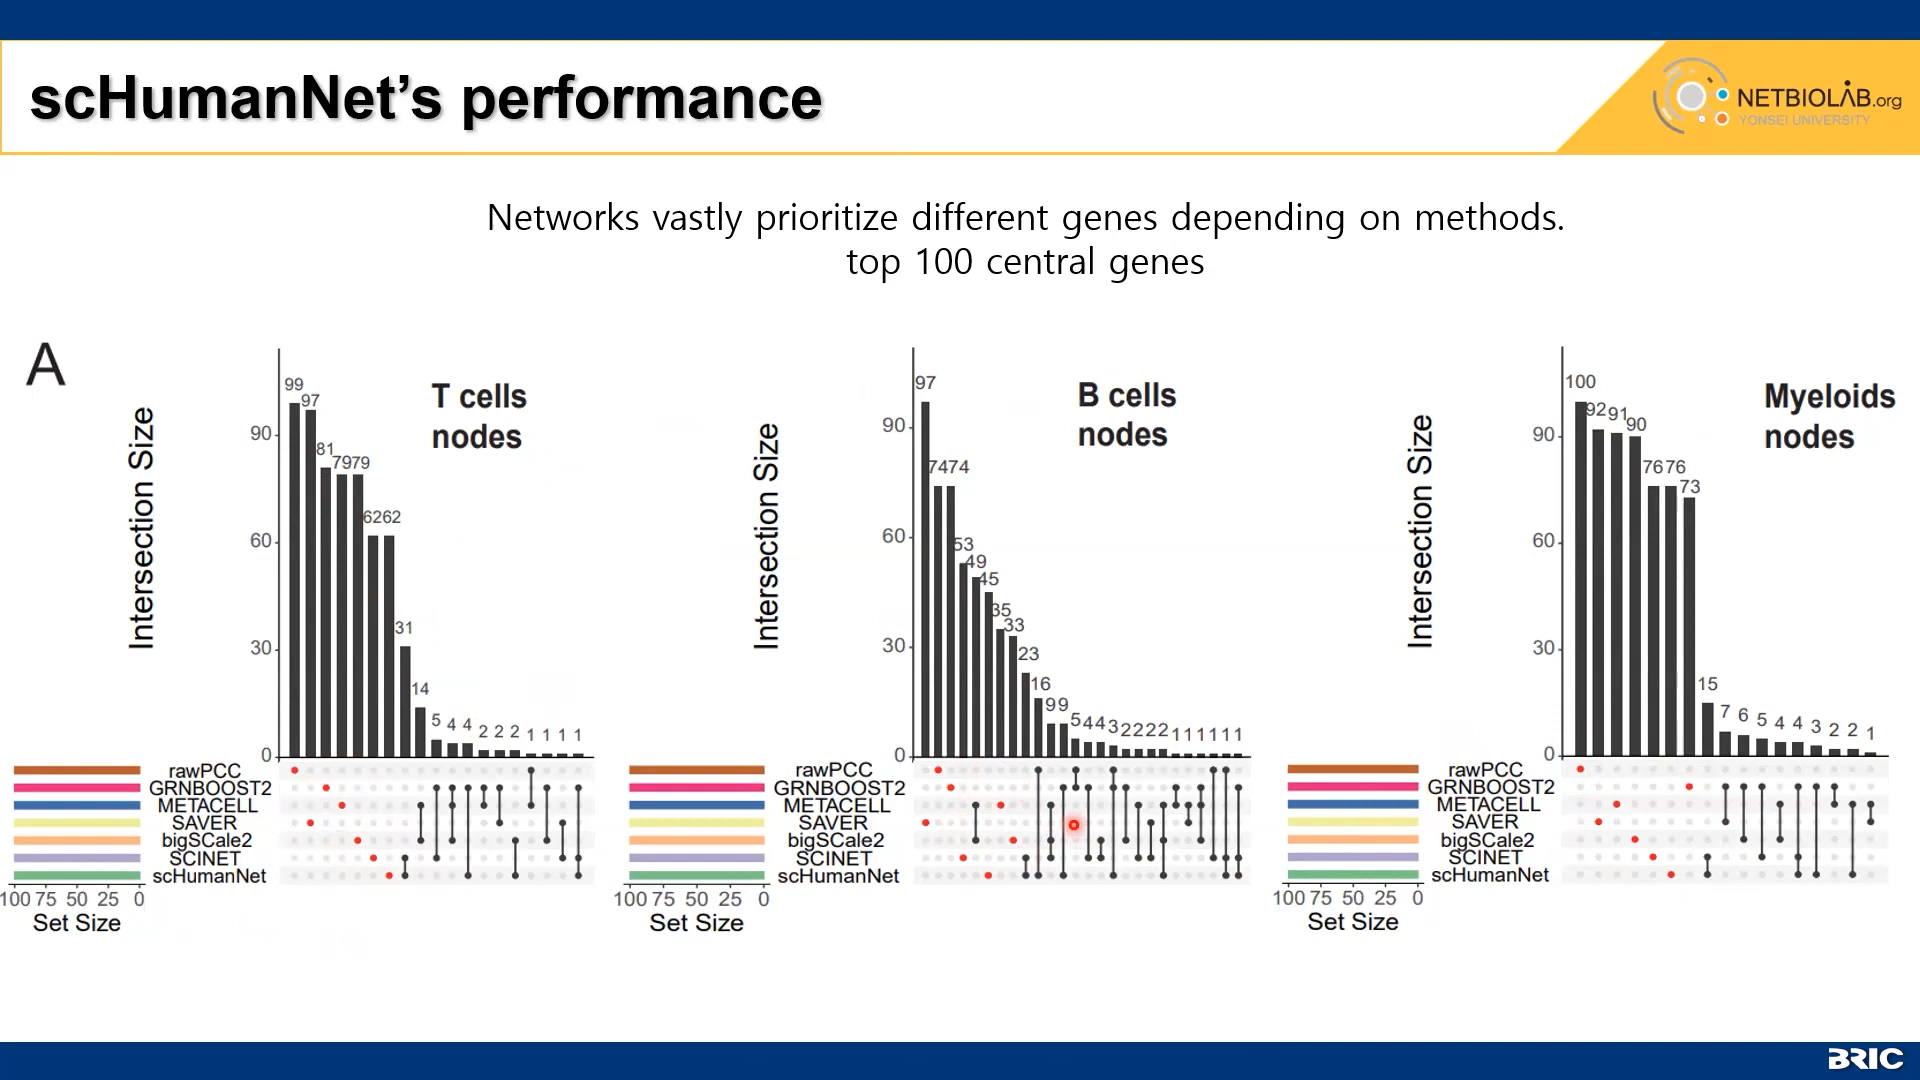 scHumanNet's performance
NETBIOLAB.org
YONSEI UNIVERSITY
Networks vastly prioritize different genes depending on methods.
top 100 central genes
A
T cells
nodes
Intersection Size
90
60
30
0
99
97
81
79
79
62
62
31
14
5
4
4
2
2
2
1
1
1
1
rawPCC
GRNBOOST2
METACELL
SAVER
bigSCale2
SCINET
scHumanNet
100 75 50 25 0
Set Size
B cells
nodes
Intersection Size
90
60
30
0
97
74
74
53
49
45
35
33
23
16
9
9
5
4
4
3
2
2
2
2
1
1
1
1
1
1
rawPCC
GRNBOOST2
METACELL
SAVER
bigSCale2
SCINET
scHumanNet
100 75 50 25 0
Set Size
Myeloids
nodes
Intersection Size
90
60
30
0
100
92
91
90
76
76
73
15
7
6
5
4
4
3
2
2
1
rawPCC
GRNBOOST2
METACELL
SAVER
bigSCale2
SCINET
scHumanNet
100 75 50 25 0
Set Size
BRIC